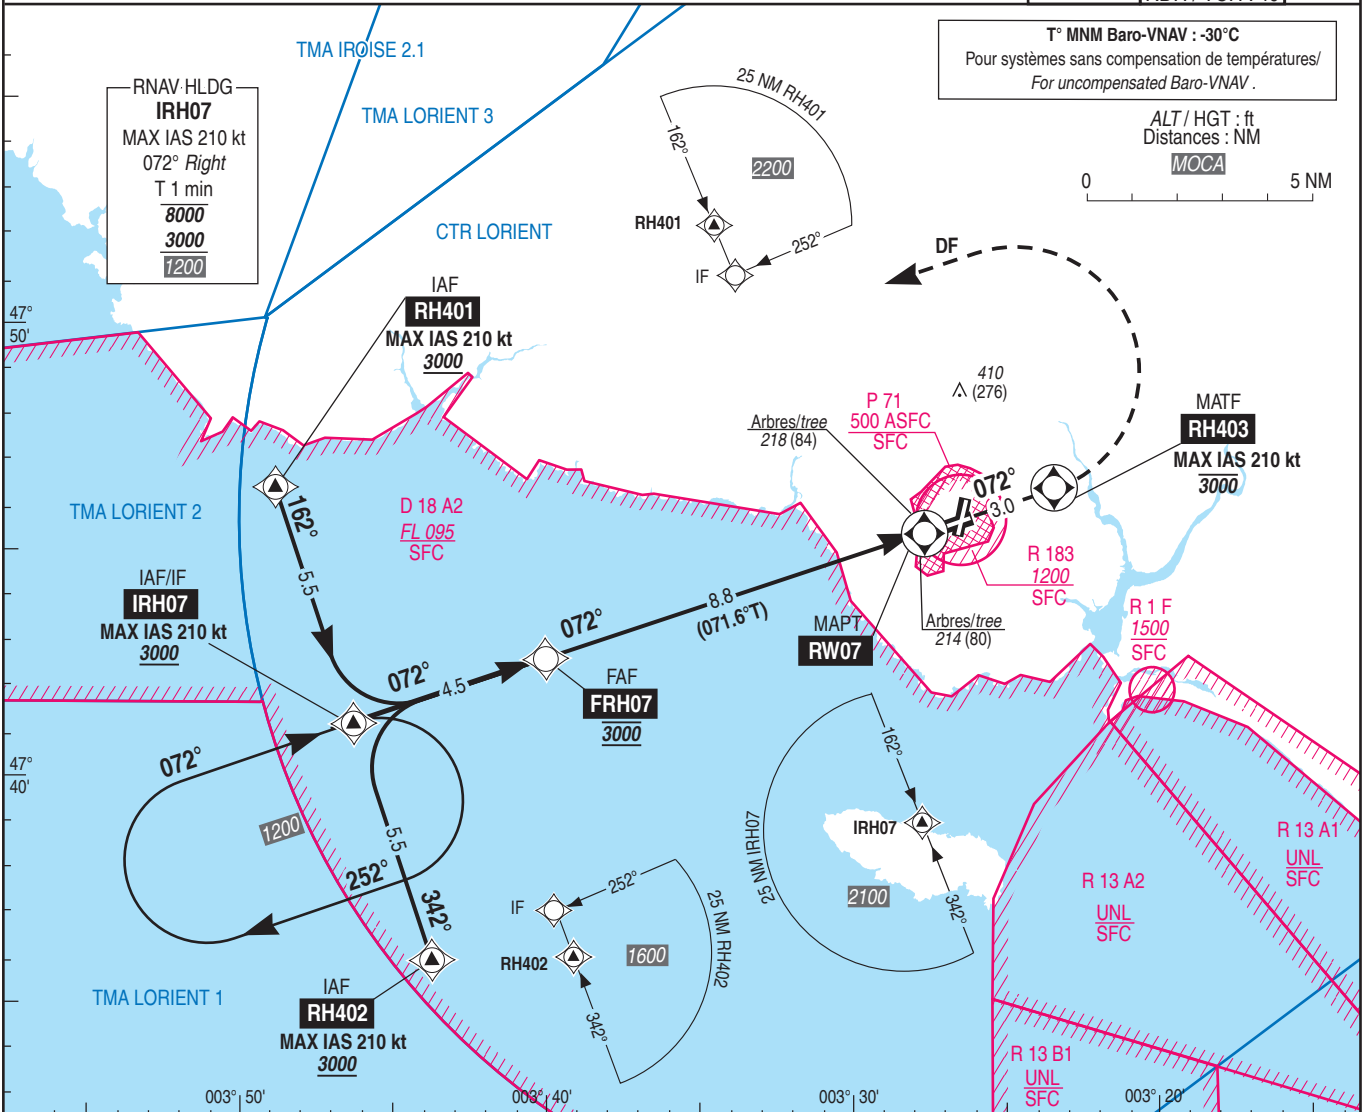 T° MNM Baro-VNAV : -30°C
Pour systèmes sans compensation de températures/
For uncompensated Baro-VNAV .
ALT / HGT : ft
Distances : NM
MOCA
0 5 NM
RNAV HLDG
IRH07
MAX IAS 210 kt
072° Right
T 1 min
8000
3000
1200
TMA IROISE 2.1
TMA LORIENT 3
CTR LORIENT
25 NM RH401
162°
2200
RH401
252°
IF
DF
47°
50'
IAF
RH401
MAX IAS 210 kt
3000
410
(276)
P 71
500 ASFC
SFC
Arbres/tree
218 (84)
MATF
RH403
MAX IAS 210 kt
3000
072°
3.0
162°
5.5
TMA LORIENT 2
D 18 A2
FL 095
SFC
R 183
1200
SFC
IAF/IF
IRH07
MAX IAS 210 kt
3000
072°
8.8
(071.6°T)
MAPT
RW07
Arbres/tree
214 (80)
R 1 F
1500
SFC
072°
4.5
FAF
FRH07
3000
072°
47°
40'
1200
252°
5.5
342°
162°
25 NM IRH07
IRH07
2100
342°
252°
IF
25 NM RH402
RH402
1600
342°
R 13 A1
UNL
SFC
R 13 A2
UNL
SFC
TMA LORIENT 1
IAF
RH402
MAX IAS 210 kt
3000
R 13 B1
UNL
SFC
003° 50'
003° 40'
003° 30'
003° 20'